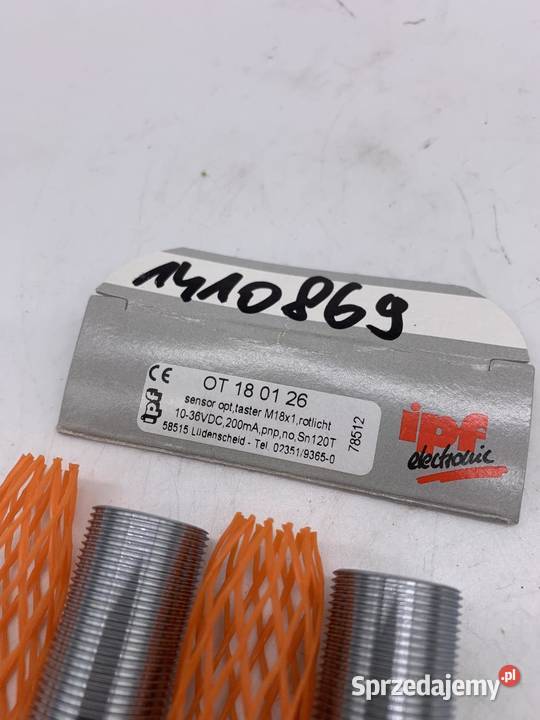 1410869
CE
ipf
OT 18 01 26
sensor opt,taster M18x1,rotlicht
10-36VDC,200mA,pnp,no,Sn120T
58515 Lüdenscheid - Tel. 02351/9365-0
78512
ipf
electronic
Sprzedajemy.pl